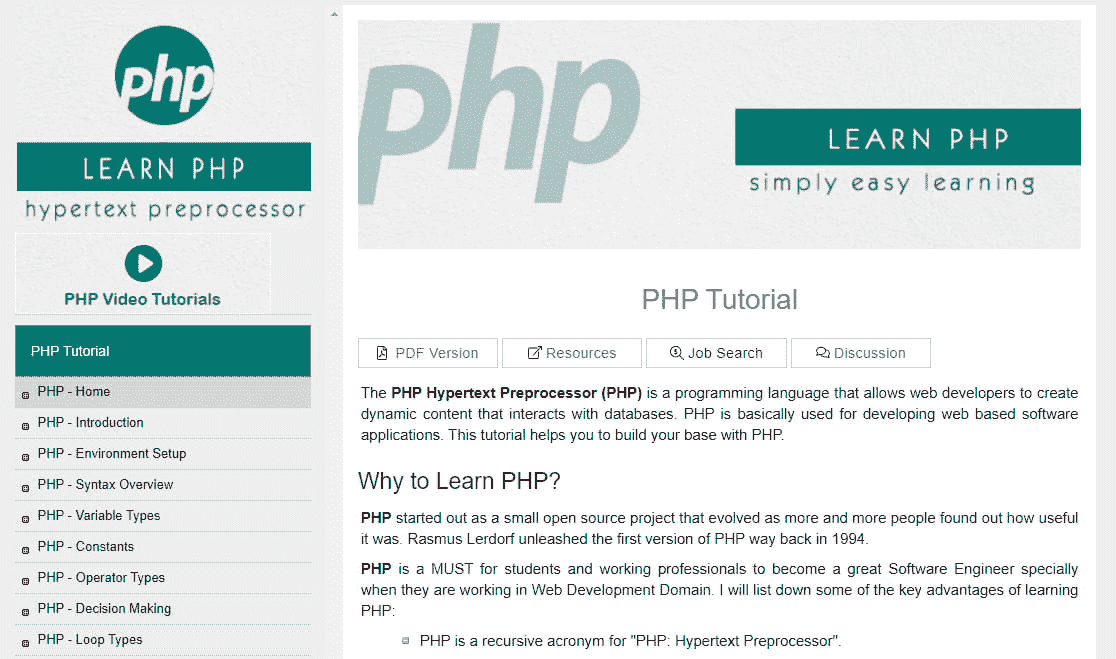 php
LEARN PHP
hypertext preprocessor
PHP Video Tutorials
PHP Tutorial
PHP - Home
PHP - Introduction
PHP - Environment Setup
PHP - Syntax Overview
PHP - Variable Types
PHP - Constants
PHP - Operator Types
PHP - Decision Making
PHP - Loop Types
php
LEARN PHP
simply easy learning
PHP Tutorial
PDF Version
Resources
Job Search
Discussion
The PHP Hypertext Preprocessor (PHP) is a programming language that allows web developers to create
dynamic content that interacts with databases. PHP is basically used for developing web based software
applications. This tutorial helps you to build your base with PHP.
Why to Learn PHP?
PHP started out as a small open source project that evolved as more and more people found out how useful
it was. Rasmus Lerdorf unleashed the first version of PHP way back in 1994.
PHP is a MUST for students and working professionals to become a great Software Engineer specially
when they are working in Web Development Domain. I will list down some of the key advantages of learning
PHP:
PHP is a recursive acronym for "PHP: Hypertext Preprocessor".